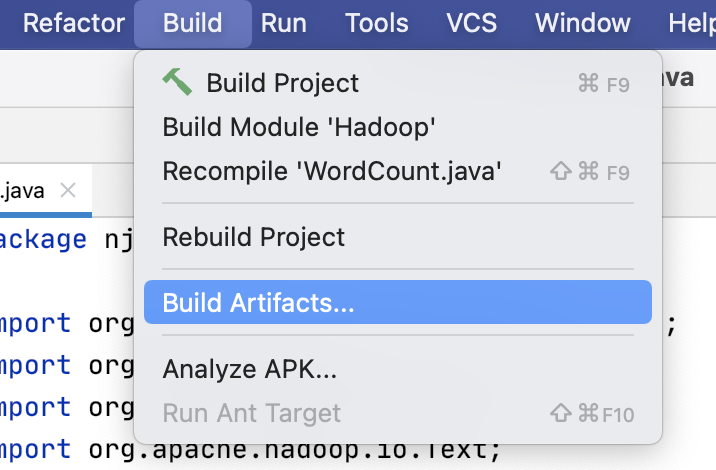 Refactor Build Run Tools VCS Window Help
Build Project ⌘ F9
Build Module 'Hadoop'
Recompile 'WordCount.java' ⇧⌘ F9
Rebuild Project
Build Artifacts...
Analyze APK...
Run Ant Target ⇧⌘F10
ava
.java ×
ackage nj
mport org ;
mport org
mport org
mport org.apache.hadoop.io.Text;